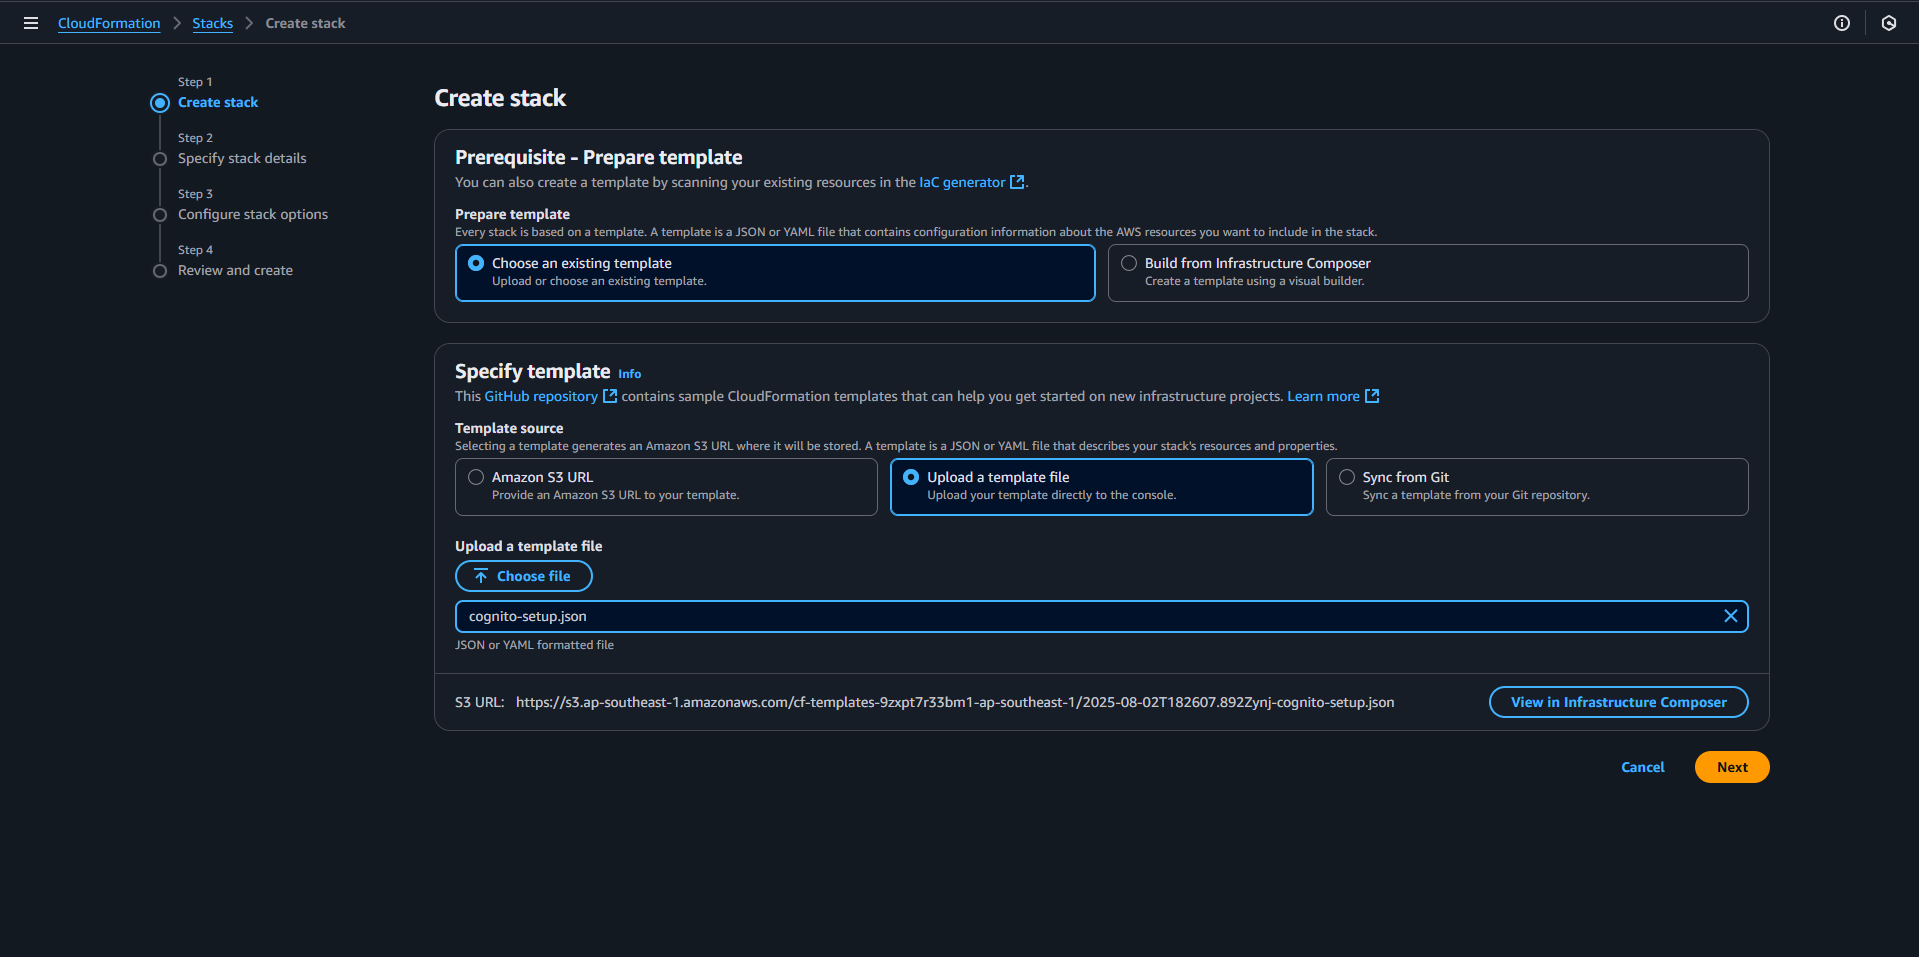 CloudFormation > Stacks > Create stack
Step 1
Create stack
Step 2
Specify stack details
Step 3
Configure stack options
Step 4
Review and create
Create stack
Prerequisite - Prepare template
You can also create a template by scanning your existing resources in the IaC generator.
Prepare template
Every stack is based on a template. A template is a JSON or YAML file that contains configuration information about the AWS resources you want to include in the stack.
Choose an existing template
Upload or choose an existing template.
Build from Infrastructure Composer
Create a template using a visual builder.
Specify template Info
This GitHub repository contains sample CloudFormation templates that can help you get started on new infrastructure projects. Learn more
Template source
Selecting a template generates an Amazon S3 URL where it will be stored. A template is a JSON or YAML file that describes your stack's resources and properties.
Amazon S3 URL
Provide an Amazon S3 URL to your template.
Upload a template file
Upload your template directly to the console.
Sync from Git
Sync a template from your Git repository.
Upload a template file
Choose file
cognito-setup.json
JSON or YAML formatted file
S3 URL: https://s3.ap-southeast-1.amazonaws.com/cf-templates-9zxpt7r33bm1-ap-southeast-1/2025-08-02T182607.892Zynj-cognito-setup.json
View in Infrastructure Composer
Cancel
Next